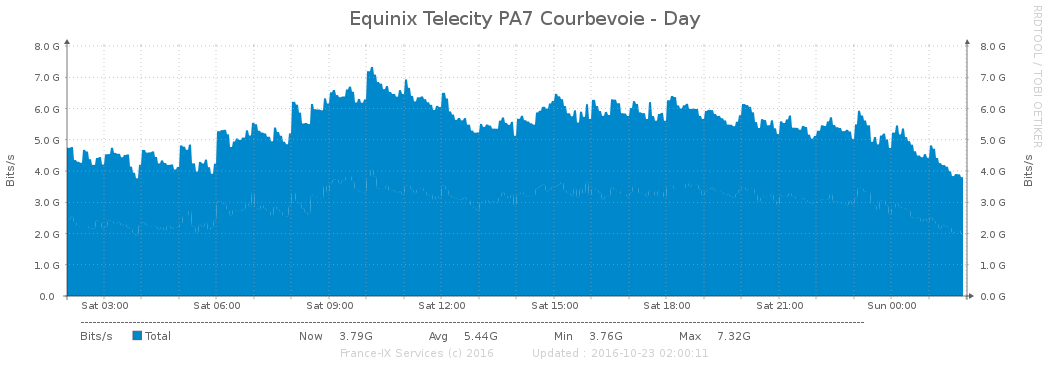 Equinix Telecity PA7 Courbevoie - Day
RRDTOOL / TOBI OETIKER
Bits/s
8.0 G 8.0 G
7.0 G 7.0 G
6.0 G 6.0 G
5.0 G 5.0 G
4.0 G 4.0 G
3.0 G 3.0 G
2.0 G 2.0 G
1.0 G 1.0 G
0.0 0.0 G
Bits/s
Sat 03:00 Sat 06:00 Sat 09:00 Sat 12:00 Sat 15:00 Sat 18:00 Sat 21:00 Sun 00:00
Bits/s Total Now 3.79G Avg 5.44G Min 3.76G Max 7.32G
France-IX Services (c) 2016 Updated : 2016-10-23 02:00:11